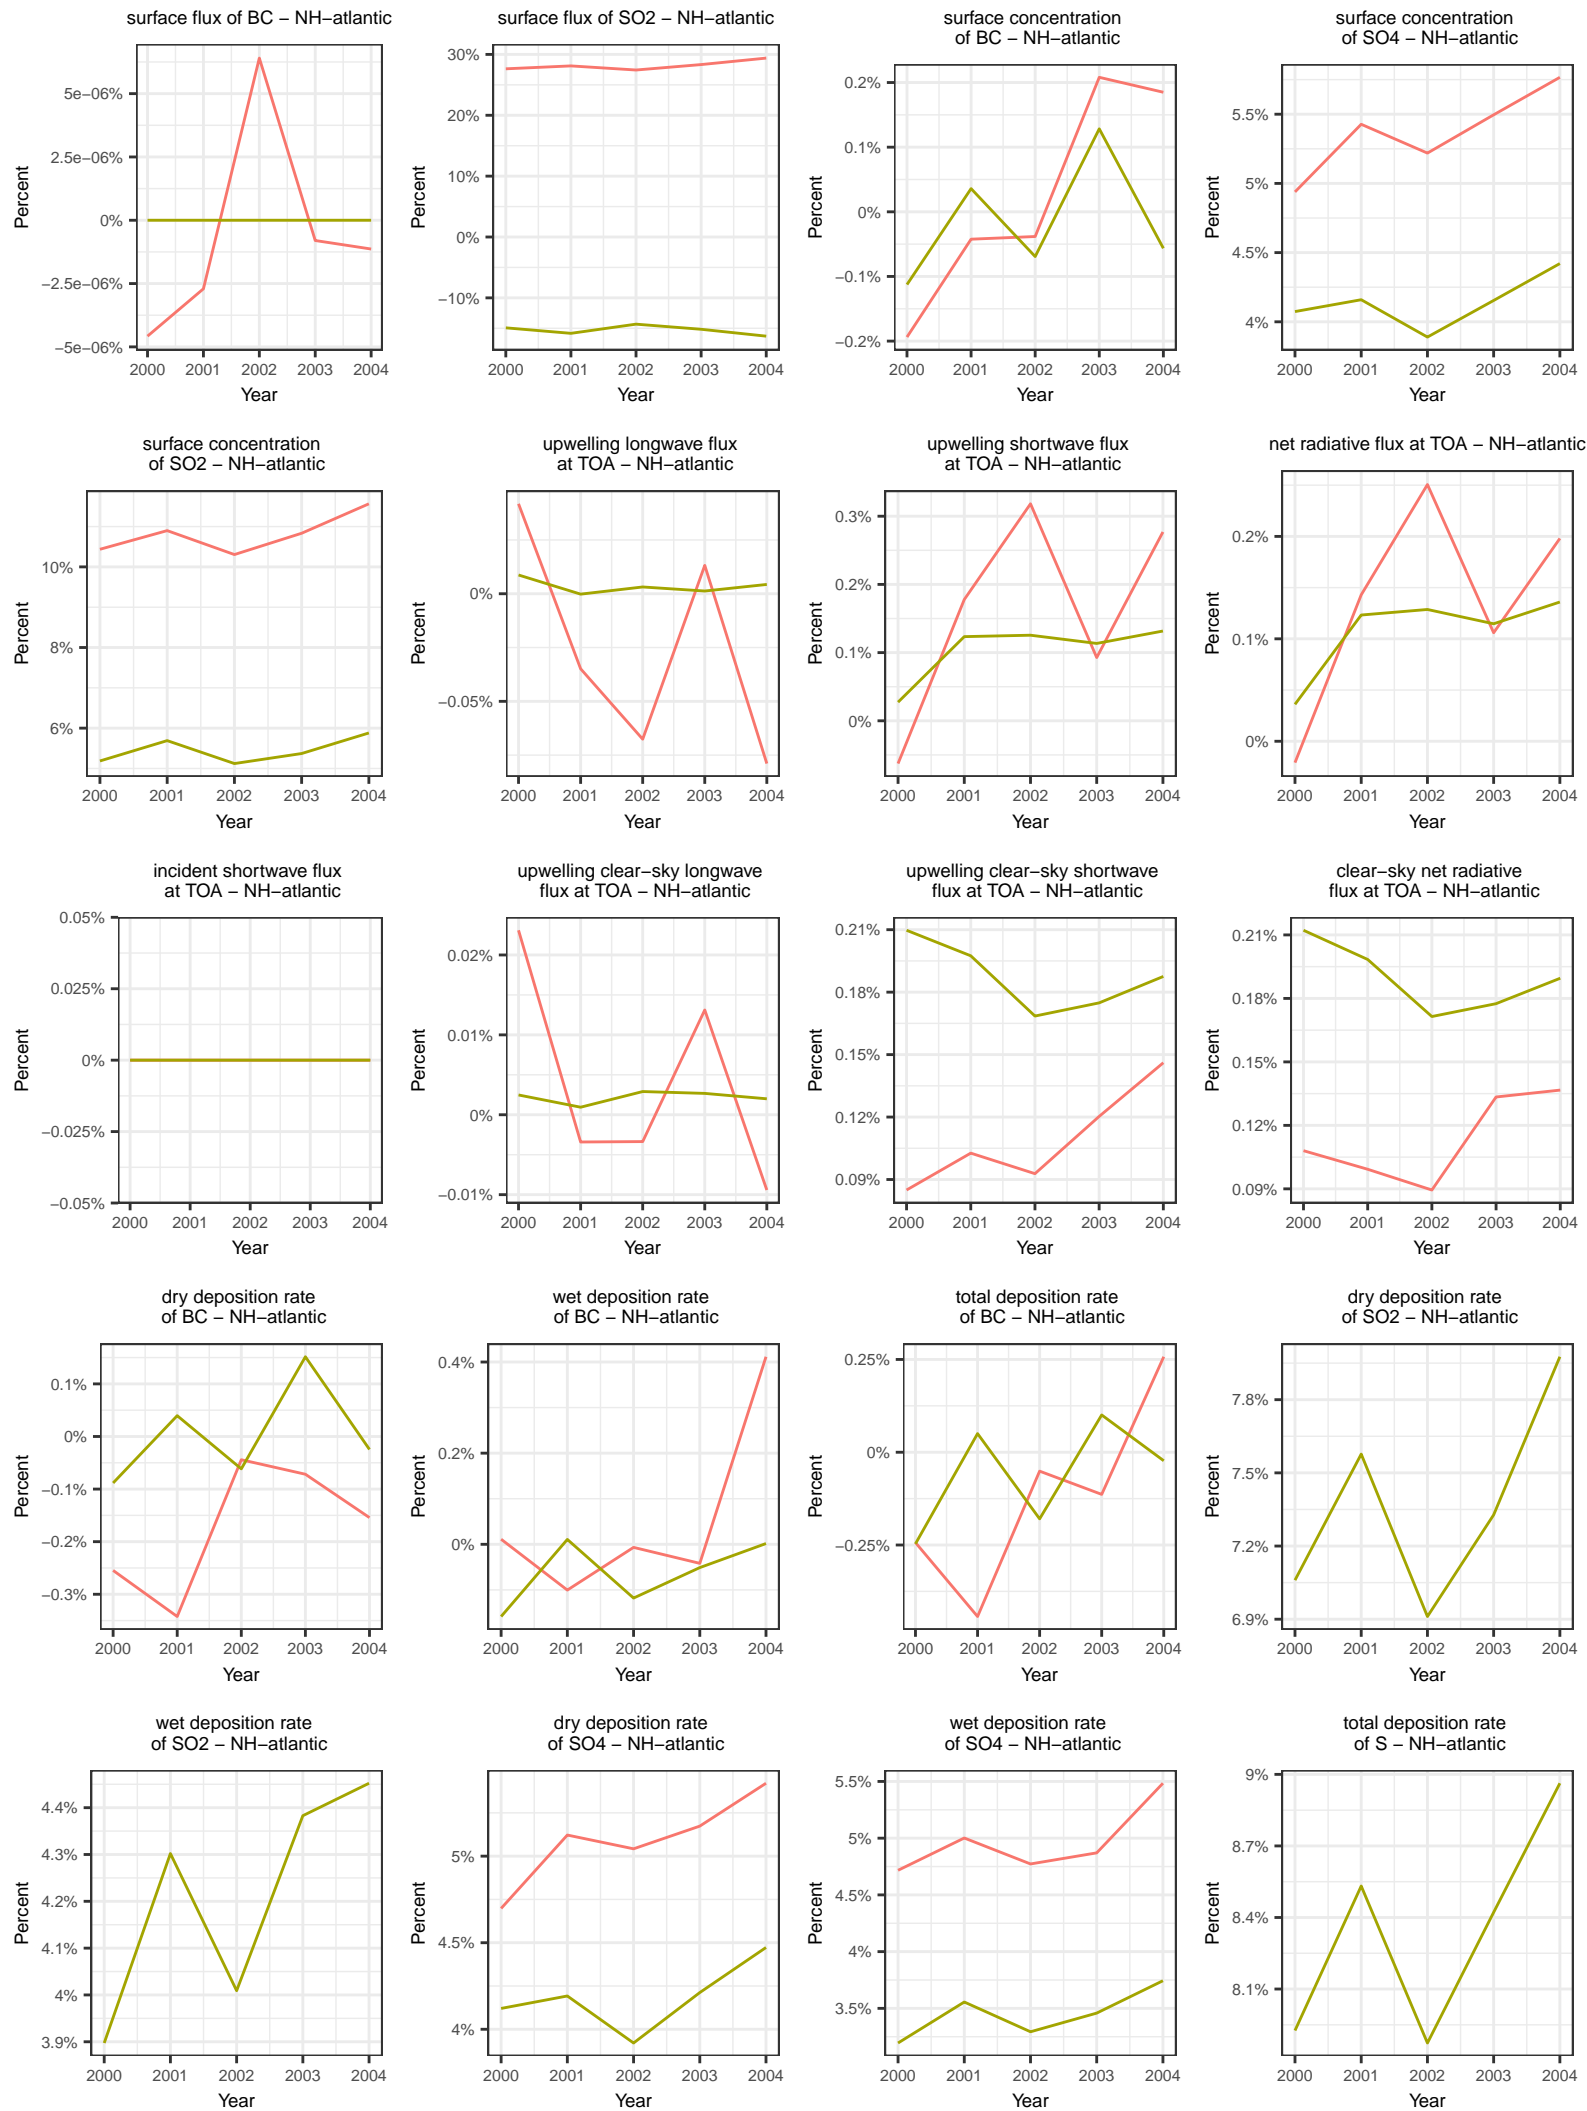 surface flux of BC − NH−atlantic
5e−06%
2.5e−06%
0%
−2.5e−06%
−5e−06%
2000 2001 2002 2003 2004
Year
Percent
surface flux of SO2 − NH−atlantic
30%
20%
10%
0%
−10%
2000 2001 2002 2003 2004
Year
Percent
surface concentration
of BC − NH−atlantic
0.2%
0.1%
0%
−0.1%
−0.2%
2000 2001 2002 2003 2004
Year
Percent
surface concentration
of SO4 − NH−atlantic
5.5%
5%
4.5%
4%
2000 2001 2002 2003 2004
Year
Percent
surface concentration
of SO2 − NH−atlantic
10%
8%
6%
2000 2001 2002 2003 2004
Year
Percent
upwelling longwave flux
at TOA − NH−atlantic
0%
−0.05%
2000 2001 2002 2003 2004
Year
Percent
upwelling shortwave flux
at TOA − NH−atlantic
0.3%
0.2%
0.1%
0%
2000 2001 2002 2003 2004
Year
Percent
net radiative flux at TOA − NH−atlantic
0.2%
0.1%
0%
2000 2001 2002 2003 2004
Year
Percent
incident shortwave flux
at TOA − NH−atlantic
0.05%
0.025%
0%
−0.025%
−0.05%
2000 2001 2002 2003 2004
Year
Percent
upwelling clear−sky longwave
flux at TOA − NH−atlantic
0.02%
0.01%
0%
−0.01%
2000 2001 2002 2003 2004
Year
Percent
upwelling clear−sky shortwave
flux at TOA − NH−atlantic
0.21%
0.18%
0.15%
0.12%
0.09%
2000 2001 2002 2003 2004
Year
Percent
clear−sky net radiative
flux at TOA − NH−atlantic
0.21%
0.18%
0.15%
0.12%
0.09%
2000 2001 2002 2003 2004
Year
Percent
dry deposition rate
of BC − NH−atlantic
0.1%
0%
−0.1%
−0.2%
−0.3%
2000 2001 2002 2003 2004
Year
Percent
wet deposition rate
of BC − NH−atlantic
0.4%
0.2%
0%
2000 2001 2002 2003 2004
Year
Percent
total deposition rate
of BC − NH−atlantic
0.25%
0%
−0.25%
2000 2001 2002 2003 2004
Year
Percent
dry deposition rate
of SO2 − NH−atlantic
7.8%
7.5%
7.2%
6.9%
2000 2001 2002 2003 2004
Year
Percent
wet deposition rate
of SO2 − NH−atlantic
4.4%
4.3%
4.2%
4.1%
4%
3.9%
2000 2001 2002 2003 2004
Year
Percent
dry deposition rate
of SO4 − NH−atlantic
5%
4.5%
4%
2000 2001 2002 2003 2004
Year
Percent
wet deposition rate
of SO4 − NH−atlantic
5.5%
5%
4.5%
4%
3.5%
2000 2001 2002 2003 2004
Year
Percent
total deposition rate
of S − NH−atlantic
9%
8.7%
8.4%
8.1%
2000 2001 2002 2003 2004
Year
Percent